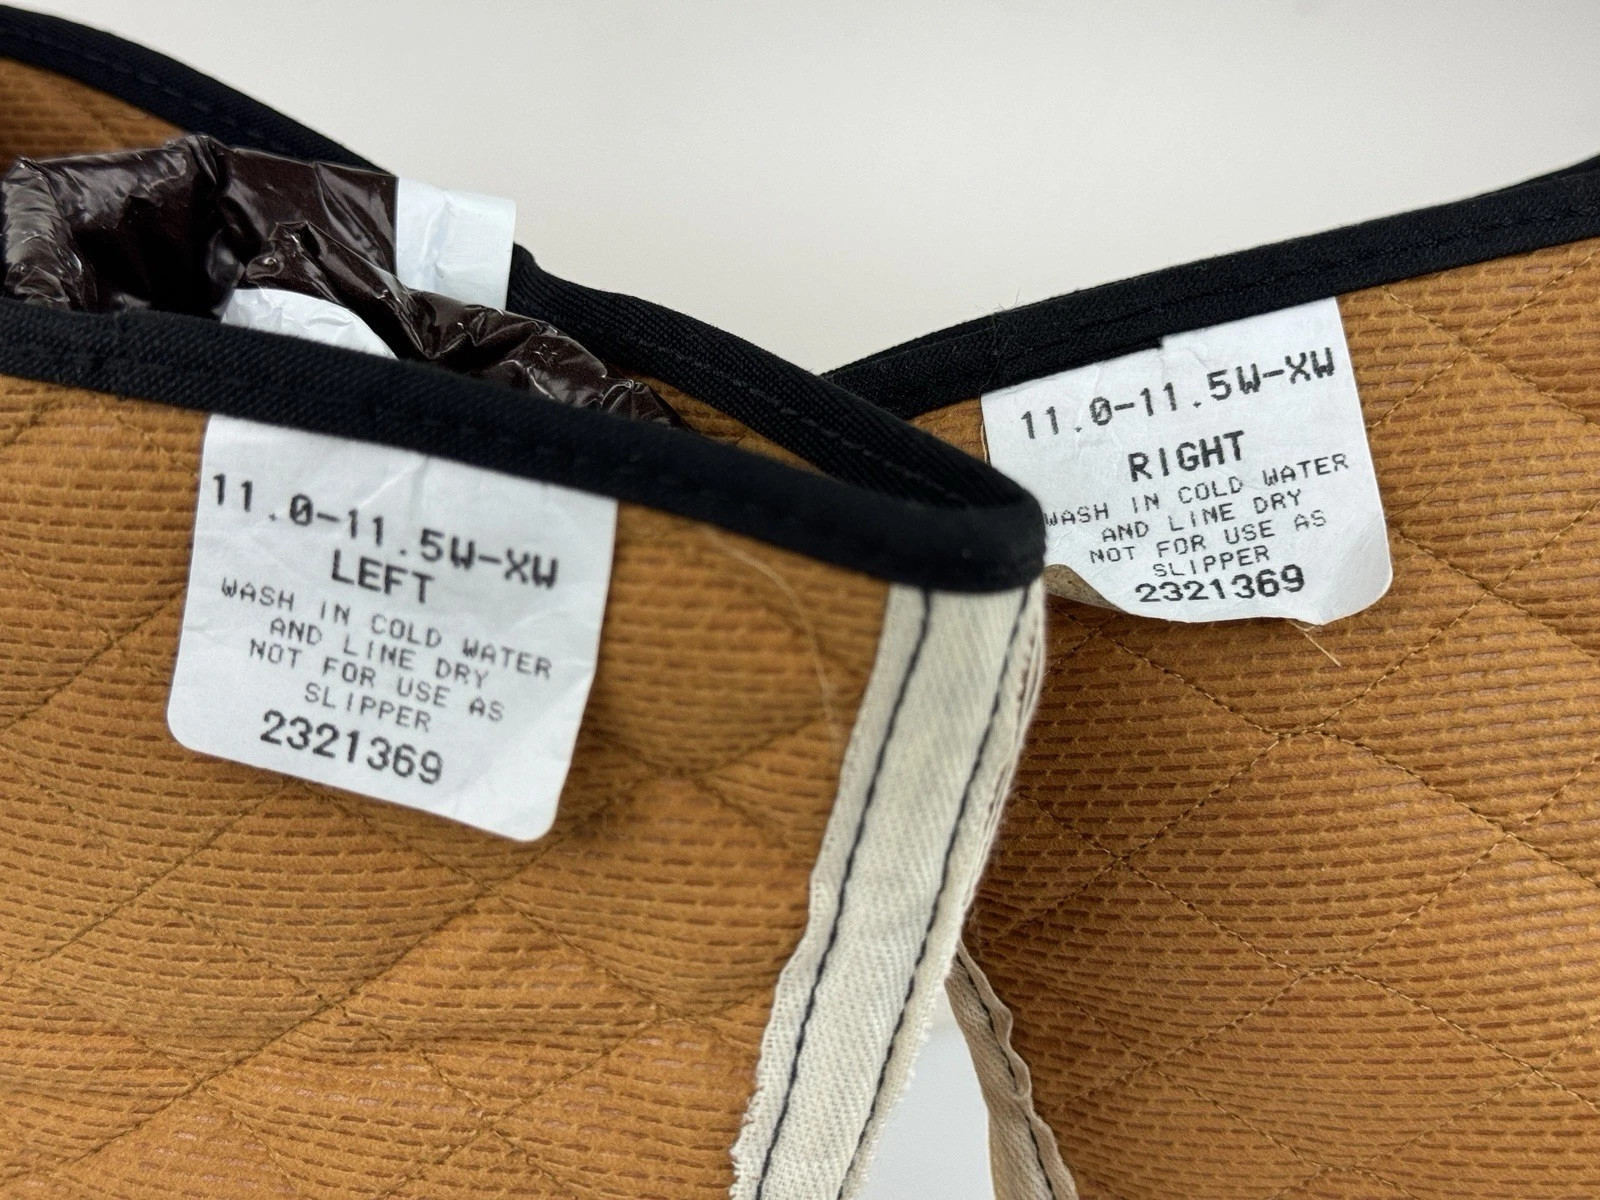 11.0-11.5W-XW
LEFT
WASH IN COLD WATER
AND LINE DRY
NOT FOR USE AS
SLIPPER
2321369
11.0-11.5W-XW
RIGHT
WASH IN COLD WATER
AND LINE DRY
NOT FOR USE AS
SLIPPER
2321369